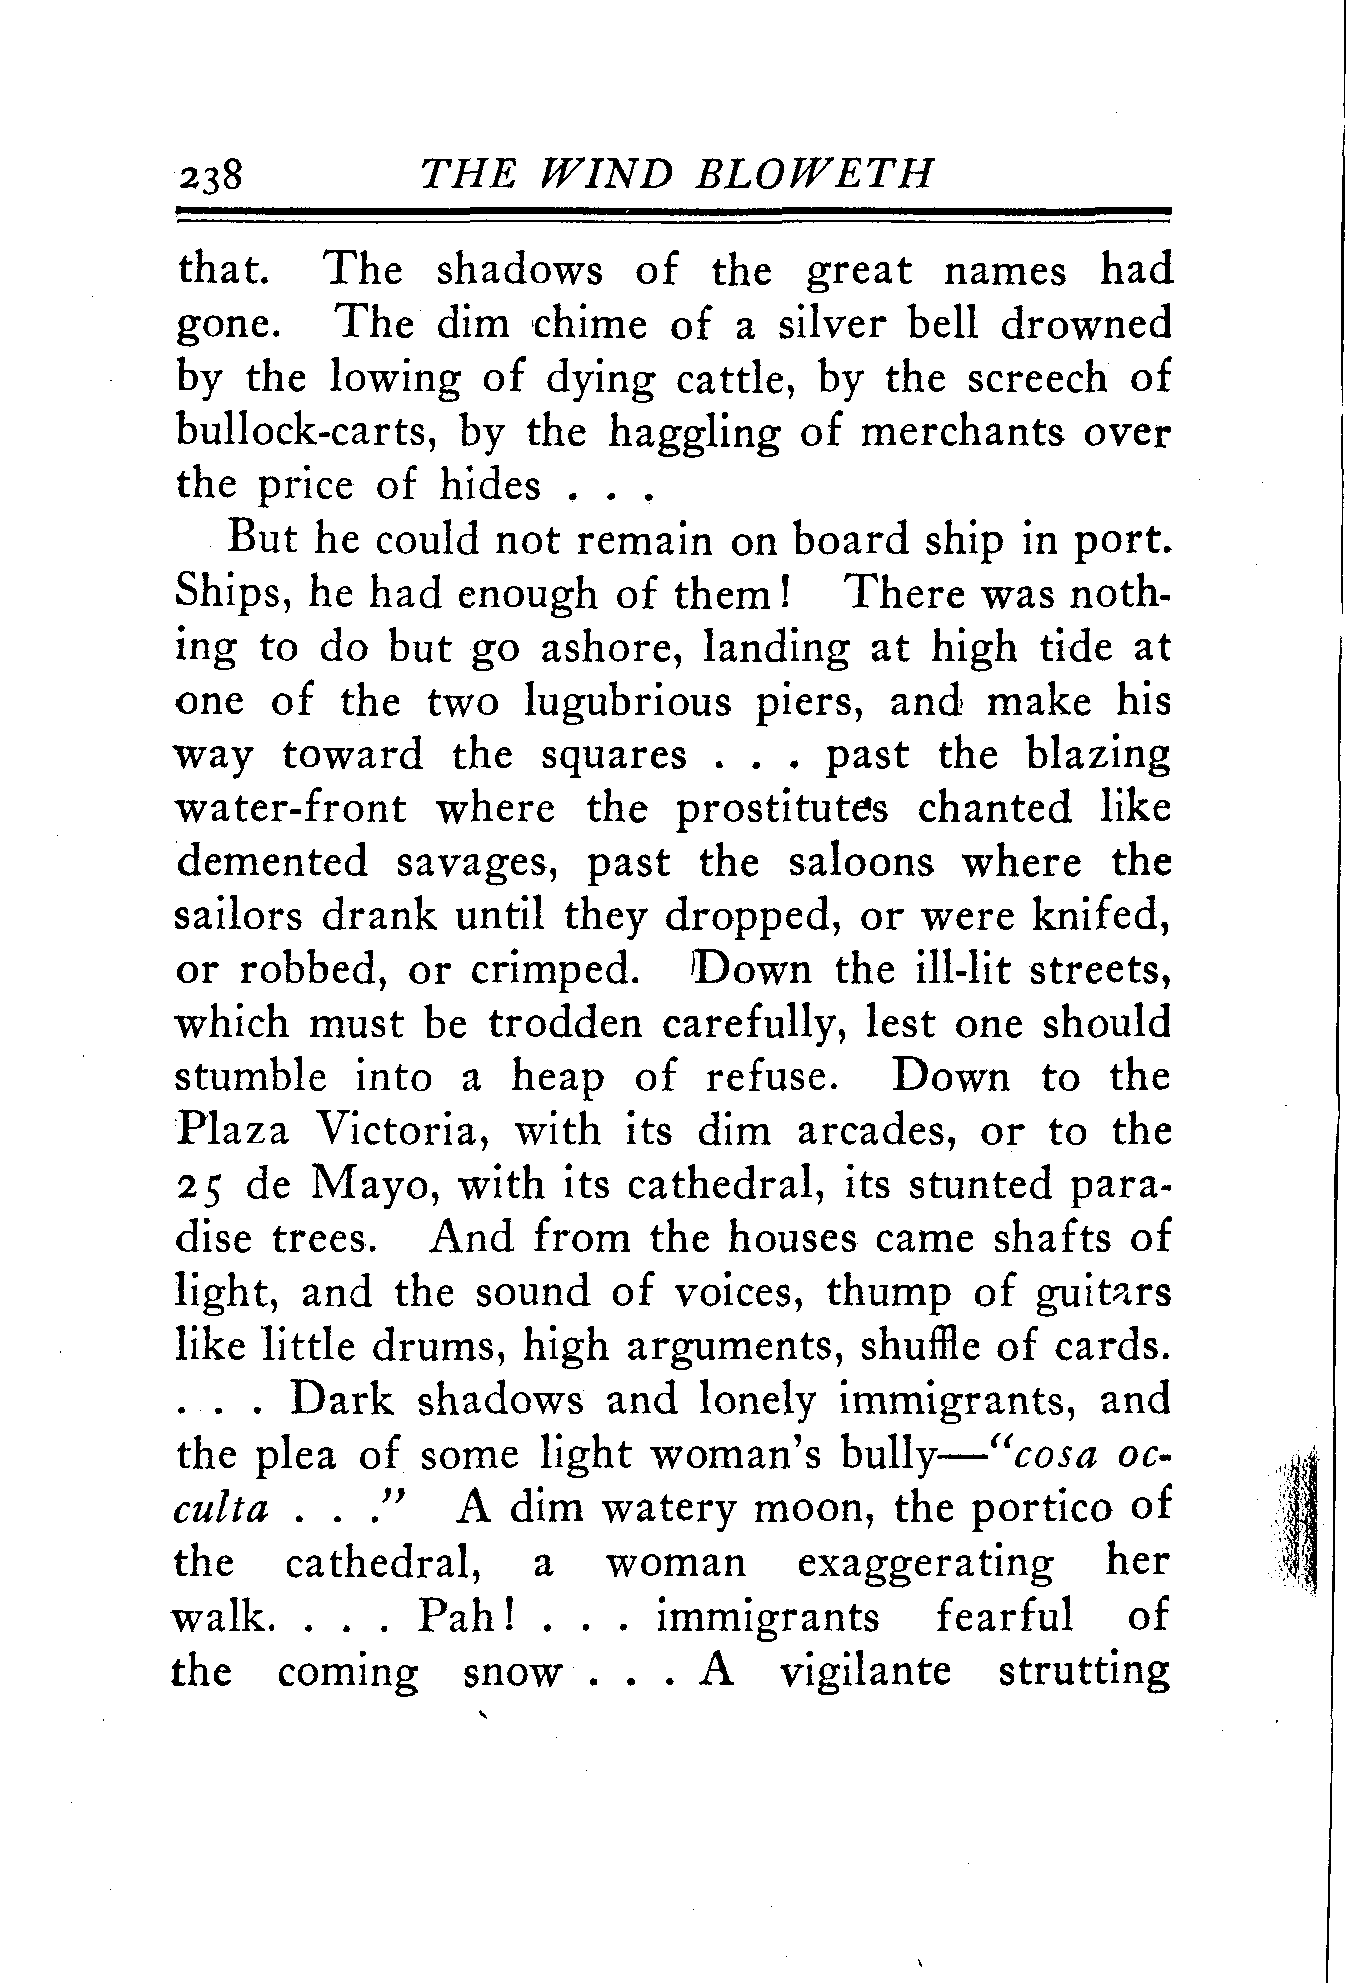 238 THE WIND BLOWETH
that. The shadows of the great names had
gone. The dim chime of a silver bell drowned
by the lowing of dying cattle, by the screech of
bullock-carts, by the haggling of merchants over
the price of hides . . .
But he could not remain on board ship in port.
Ships, he had enough of them! There was noth-
ing to do but go ashore, landing at high tide at
one of the two lugubrious piers, and make his
way toward the squares . . . past the blazing
water-front where the prostitutes chanted like
demented savages, past the saloons where the
sailors drank until they dropped, or were knifed,
or robbed, or crimped. Down the ill-lit streets,
which must be trodden carefully, lest one should
stumble into a heap of refuse. Down to the
Plaza Victoria, with its dim arcades, or to the
25 de Mayo, with its cathedral, its stunted para-
dise trees. And from the houses came shafts of
light, and the sound of voices, thump of guitars
like little drums, high arguments, shuffle of cards.
. . . Dark shadows and lonely immigrants, and
the plea of some light woman's bully—"cosa oc-
culta . . ." A dim watery moon, the portico of
the cathedral, a woman exaggerating her
walk. . . . Pah! . . . immigrants fearful of
the coming snow . . . A vigilante strutting